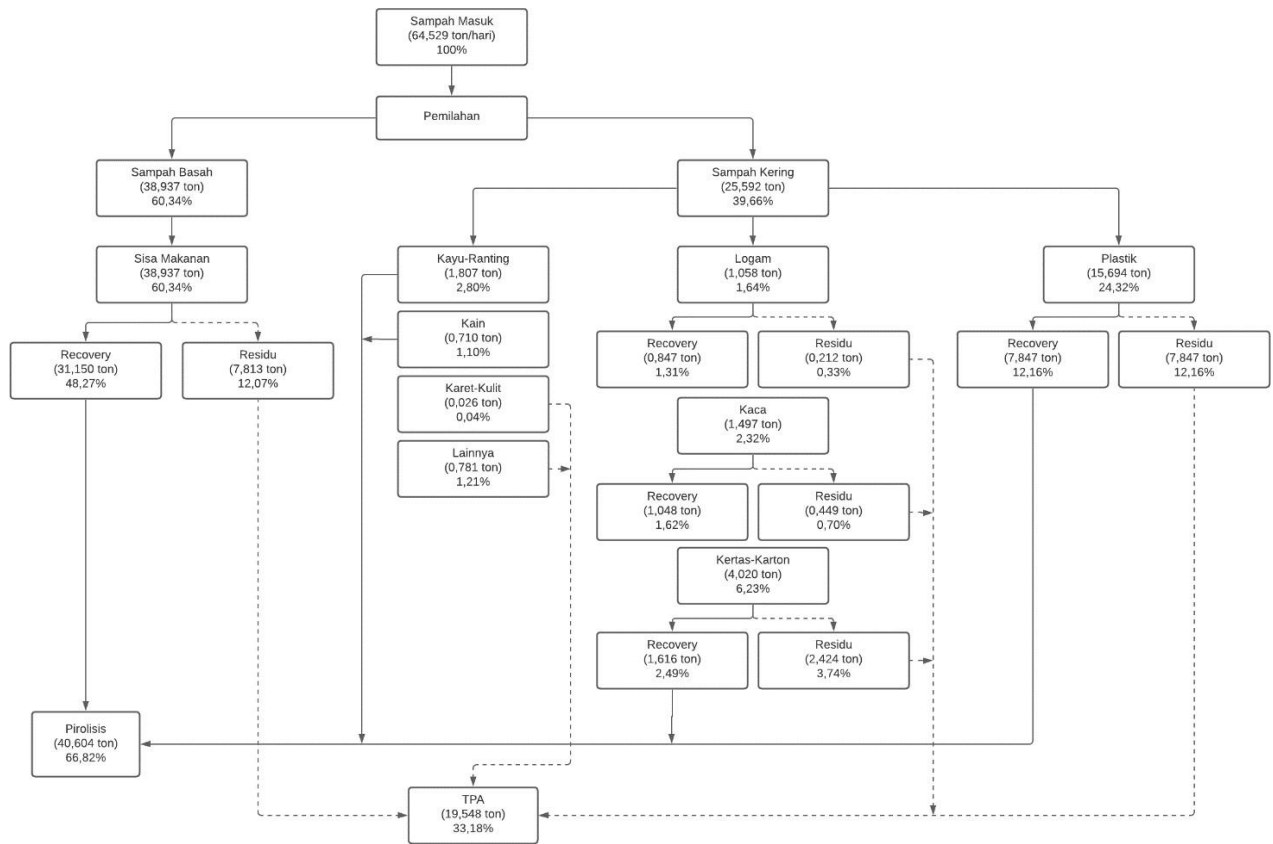 Sampah Masuk
(64,529 ton/hari)
100%
Pemilahan
Sampah Basah
(38,937 ton)
60,34%
Sampah Kering
(25,592 ton)
39,66%
Sisa Makanan
(38,937 ton)
60,34%
Kayu-Ranting
(1,807 ton)
2,80%
Logam
(1,058 ton)
1,64%
Plastik
(15,694 ton)
24,32%
Recovery
(31,150 ton)
48,27%
Residu
(7,813 ton)
12,07%
Kain
(0,710 ton)
1,10%
Recovery
(0,847 ton)
1,31%
Residu
(0,212 ton)
0,33%
Recovery
(7,847 ton)
12,16%
Residu
(7,847 ton)
12,16%
Karet-Kulit
(0,026 ton)
0,04%
Kaca
(1,497 ton)
2,32%
Lainnya
(0,781 ton)
1,21%
Recovery
(1,048 ton)
1,62%
Residu
(0,449 ton)
0,70%
Kertas-Karton
(4,020 ton)
6,23%
Recovery
(1,616 ton)
2,49%
Residu
(2,424 ton)
3,74%
Pirolisis
(40,604 ton)
66,82%
TPA
(19,548 ton)
33,18%